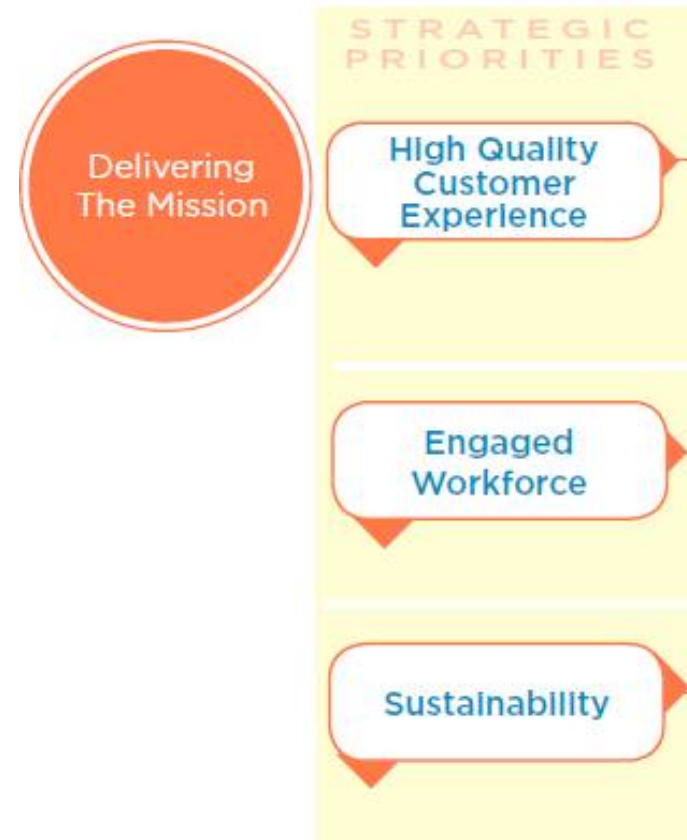 STRATEGIC
PRIORITIES
Delivering
The Mission
High Quality
Customer
Experience
Engaged
Workforce
Sustainability